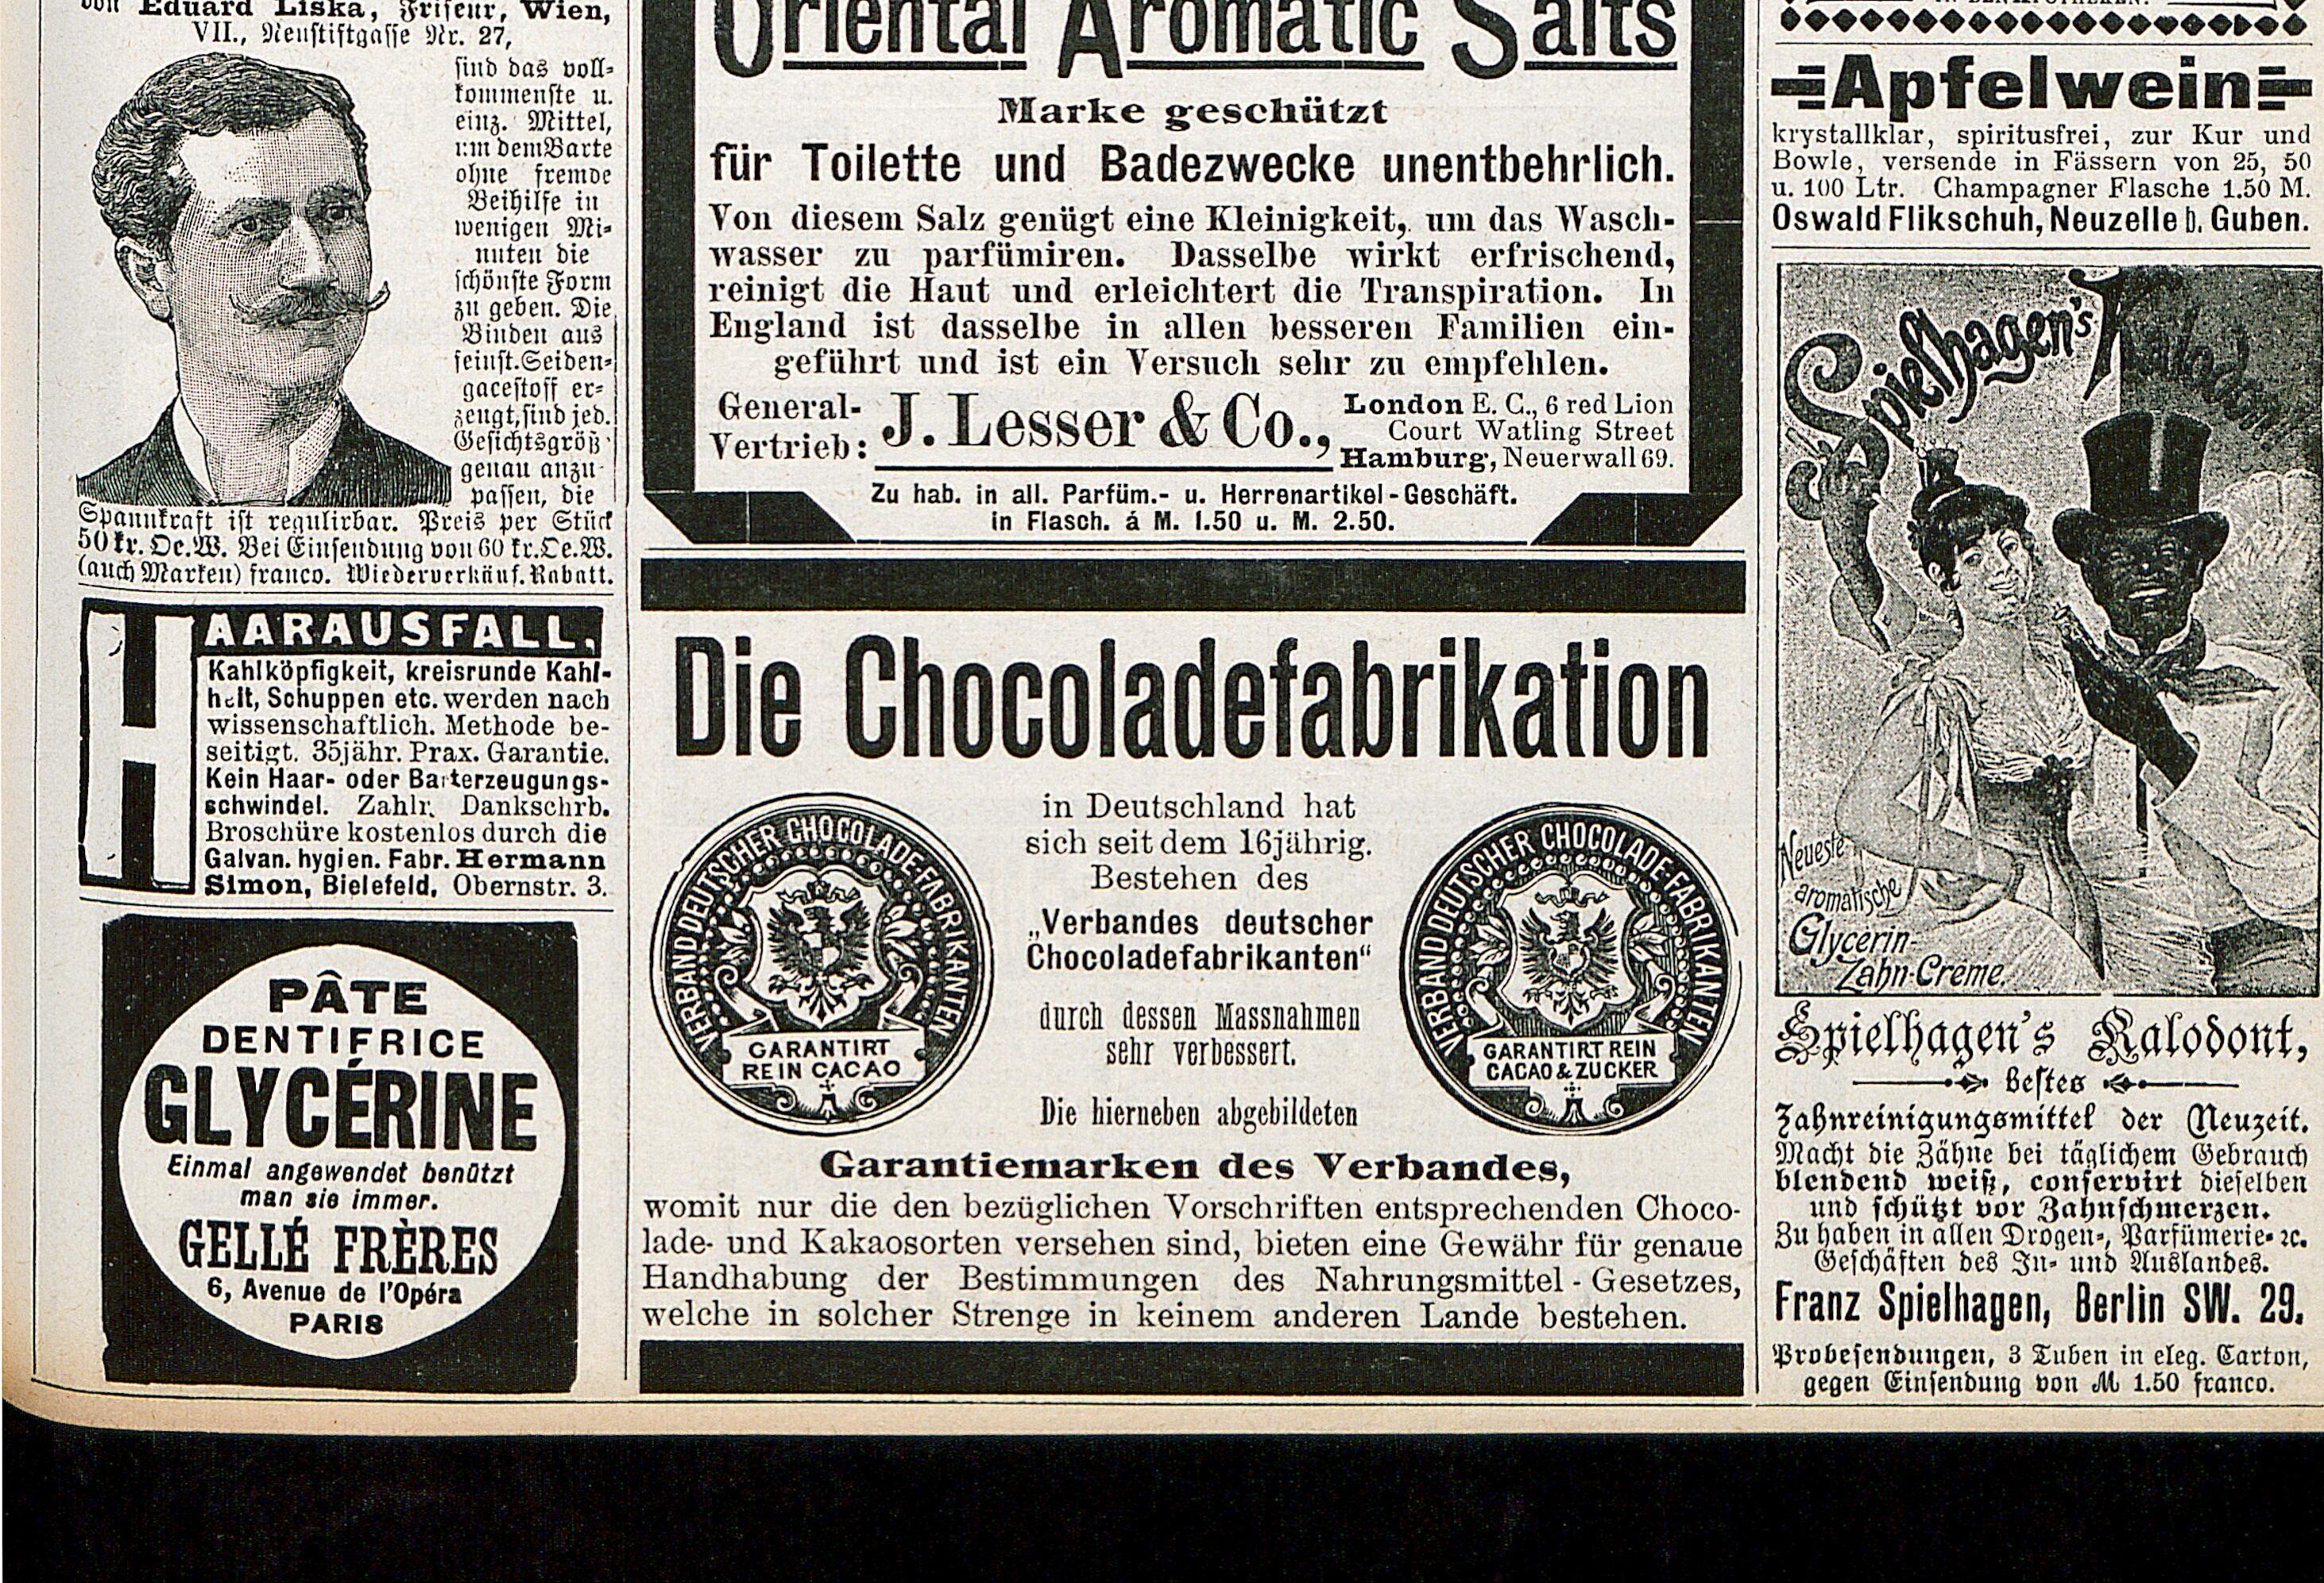 von Eduard Liska, Friseur, Wien,
VII., Neustiftgasse Nr. 27,
sind das voll-
kommenste u.
einz. Mittel,
um dem Barte
ohne fremde
Beihilfe in
wenigen Mi-
nuten die
schönste Form
zu geben. Die
Binden aus
feinst. Seiden-
gacestoff er-
zeugt, sind jed.
Gesichtsgröß
genau anzu-
passen, die
Spannkraft ist regulirbar. Preis per Stück
50 kr. Oe. W. Bei Einsendung von 60 kr. Oe. W.
(auch Marken) franco. Wiederverkäuf. Rabatt.
HAARAUSFALL,
Kahlköpfigkeit, kreisrunde Kahl-
heit, Schuppen etc. werden nach
wissenschaftlich. Methode be-
seitigt. 35jähr. Prax. Garantie.
Kein Haar- oder Barterzeugungs-
schwindel. Zahlr. Dankschrb.
Broschüre kostenlos durch die
Galvan. hygien. Fabr. Hermann
Simon, Bielefeld, Obernstr. 3.
PÂTE
DENTIFRICE
GLYCÉRINE
Einmal angewendet benützt
man sie immer.
GELLÉ FRÈRES
6, Avenue de l'Opéra
PARIS
Oriental Aromatic Salts
Marke geschützt
für Toilette und Badezwecke unentbehrlich.
Von diesem Salz genügt eine Kleinigkeit, um das Wasch-
wasser zu parfümiren. Dasselbe wirkt erfrischend,
reinigt die Haut und erleichtert die Transpiration. In
England ist dasselbe in allen besseren Familien ein-
geführt und ist ein Versuch sehr zu empfehlen.
General-
Vertrieb:
J. Lesser & Co.,
London E. C., 6 red Lion
Court Watling Street
Hamburg, Neuerwall 69.
Zu hab. in all. Parfüm.- u. Herrenartikel-Geschäft.
in Flasch. á M. 1.50 u. M. 2.50.
Die Chocoladefabrikation
VERBAND DEUTSCHER CHOCOLADE-FABRIKANTEN
GARANTIRT
REIN CACAO
in Deutschland hat
sich seit dem 16jährig.
Bestehen des
„Verbandes deutscher
Chocoladefabrikanten“
durch dessen Massnahmen
sehr verbessert.
Die hierneben abgebildeten
VERBAND DEUTSCHER CHOCOLADE-FABRIKANTEN
GARANTIRT REIN
CACAO & ZUCKER
Garantiemarken des Verbandes,
womit nur die den bezüglichen Vorschriften entsprechenden Choco-
lade- und Kakaosorten versehen sind, bieten eine Gewähr für genaue
Handhabung der Bestimmungen des Nahrungsmittel-Gesetzes,
welche in solcher Strenge in keinem anderen Lande bestehen.
Apfelwein
krystallklar, spiritusfrei, zur Kur und
Bowle, versende in Fässern von 25, 50
u. 100 Ltr. Champagner Flasche 1.50 M.
Oswald Flikschuh, Neuzelle b. Guben.
Spielhagen's Kalodont
Neueste
aromatische
Glycerin-
Zahn-Creme.
Spielhagen's Kalodont,
bestes
Zahnreinigungsmittel der Neuzeit.
Macht die Zähne bei täglichem Gebrauch
blendend weiß, conservirt dieselben
und schützt vor Zahnschmerzen.
Zu haben in allen Drogen-, Parfümerie- ꝛc.
Geschäften des In- und Auslandes.
Franz Spielhagen, Berlin SW. 29.
Probesendungen, 3 Tuben in eleg. Carton,
gegen Einsendung von M 1.50 franco.